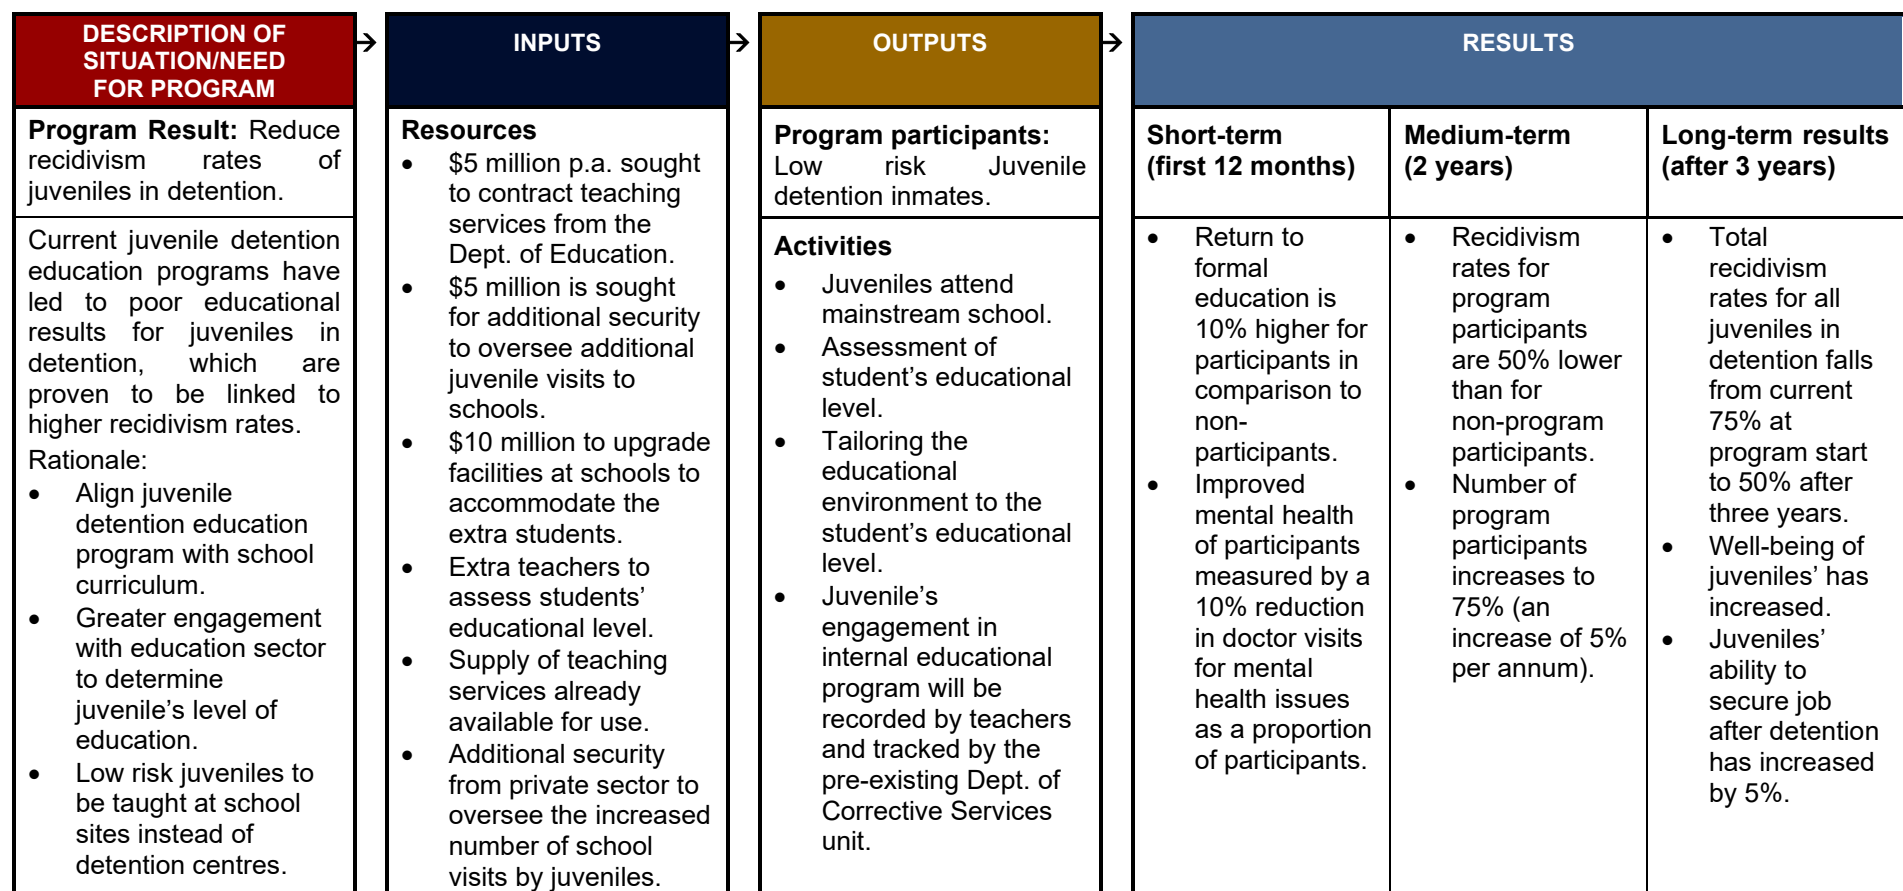 DESCRIPTION OF
SITUATION/NEED
FOR PROGRAM
Program Result: Reduce
recidivism rates of
juveniles in detention.
Current juvenile detention
education programs have
led to poor educational
results for juveniles in
detention, which are
proven to be linked to
higher recidivism rates.
Rationale:
• Align juvenile
detention education
program with school
curriculum.
• Greater engagement
with education sector
to determine
juvenile's level of
education.
• Low risk juveniles to
be taught at school
sites instead of
detention centres.
→
INPUTS
Resources
• $5 million p.a. sought
to contract teaching
services from the
Dept. of Education.
• $5 million is sought
for additional security
to oversee additional
juvenile visits to
schools.
• $10 million to upgrade
facilities at schools to
accommodate the
extra students.
• Extra teachers to
assess students’
educational level.
• Supply of teaching
services already
available for use.
• Additional security
from private sector to
oversee the increased
number of school
visits by juveniles.
→
OUTPUTS
Program participants:
Low risk Juvenile
detention inmates.
Activities
• Juveniles attend
mainstream school.
• Assessment of
student’s educational
level.
• Tailoring the
educational
environment to the
student’s educational
level.
• Juvenile’s
engagement in
internal educational
program will be
recorded by teachers
and tracked by the
pre-existing Dept. of
Corrective Services
unit.
→
RESULTS
Short-term
(first 12 months)
• Return to
formal
education is
10% higher for
participants in
comparison to
non-
participants.
• Improved
mental health
of participants
measured by a
10% reduction
in doctor visits
for mental
health issues
as a proportion
of participants.
Medium-term
(2 years)
• Recidivism
rates for
program
participants
are 50% lower
than for
non-program
participants.
• Number of
program
participants
increases to
75% (an
increase of 5%
per annum).
Long-term results
(after 3 years)
• Total
recidivism
rates for all
juveniles in
detention falls
from current
75% at
program start
to 50% after
three years.
• Well-being of
juveniles’ has
increased.
• Juveniles’
ability to
secure job
after detention
has increased
by 5%.